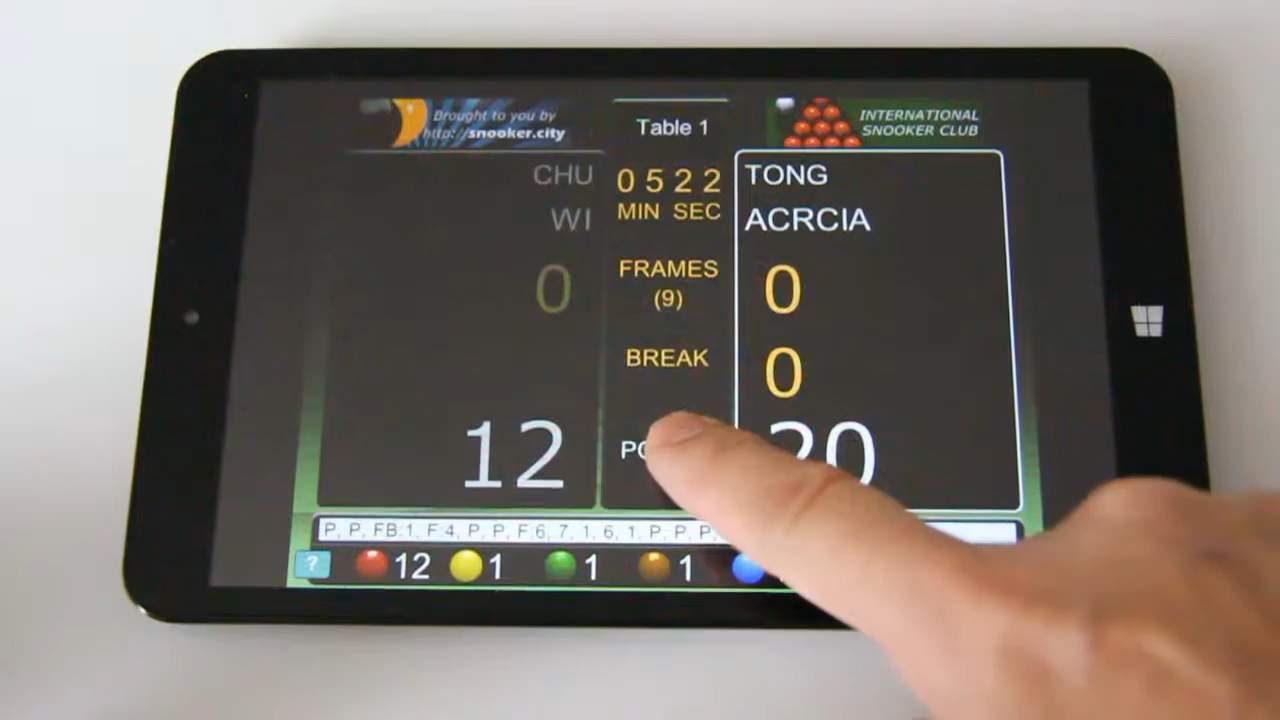 Brought to you by
http://snooker.city
Table 1
INTERNATIONAL
SNOOKER CLUB
CHU
WI
0 5 2 2
MIN SEC
TONG
ACRCIA
0
FRAMES
(9)
0
BREAK
0
12
20
P, P, FB:1, F:4, P, P, F:6, 7, 1, 6, 1, P, P, P,
?
12
1
1
1